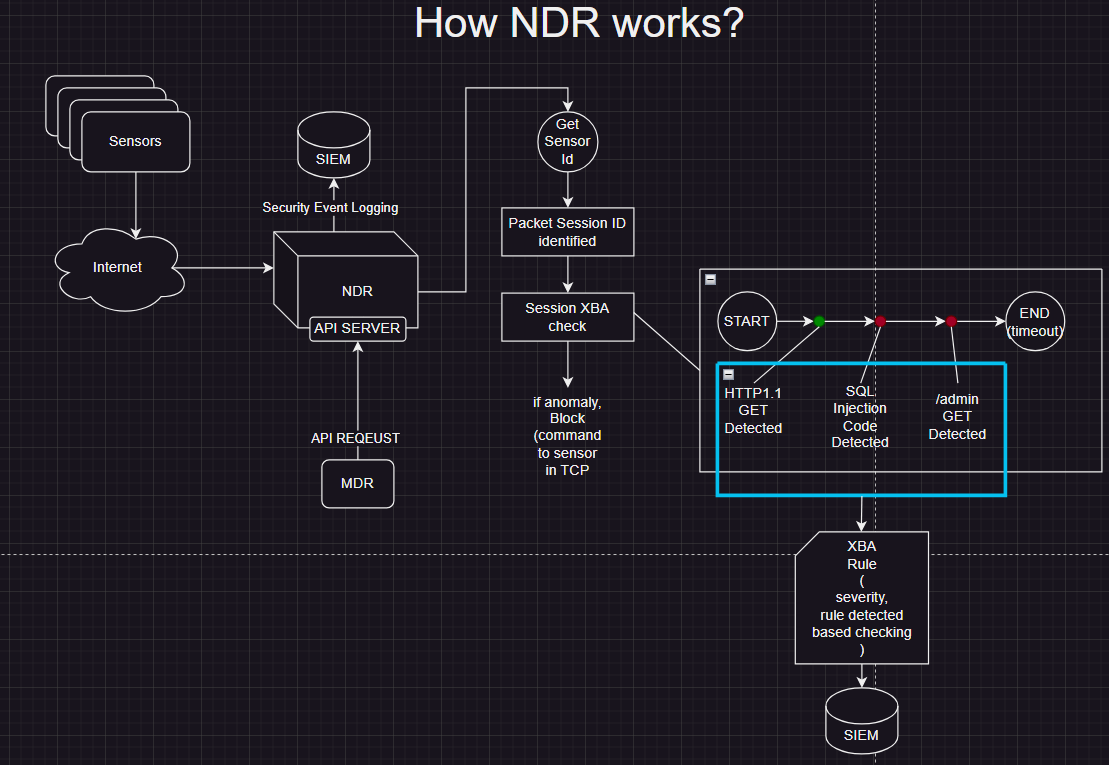 How NDR works?
Sensors
Internet
SIEM
Security Event Logging
NDR
API SERVER
API REQEUST
MDR
Get
Sensor
Id
Packet Session ID
identified
Session XBA
check
if anomaly,
Block
(command
to sensor
in TCP
START
END
(timeout)
HTTP1.1
GET
Detected
SQL
Injection
Code
Detected
/admin
GET
Detected
XBA
Rule
(
severity,
rule detected
based checking
)
SIEM